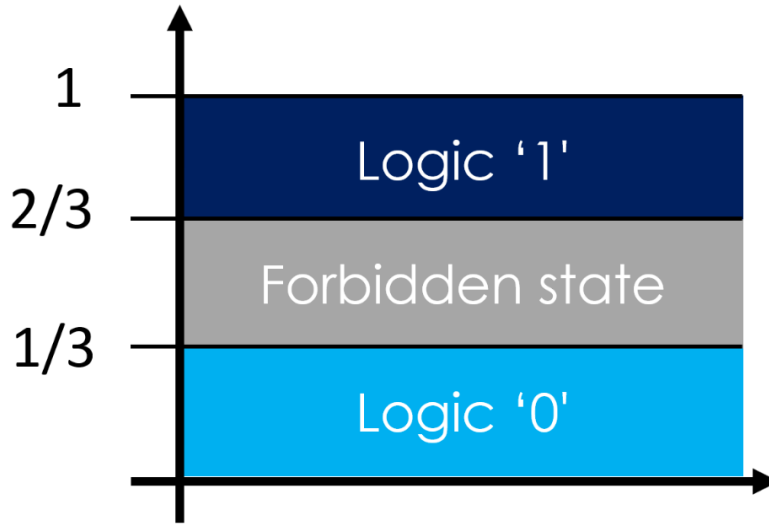 1
Logic ‘1'
2/3
Forbidden state
1/3
Logic ‘0'